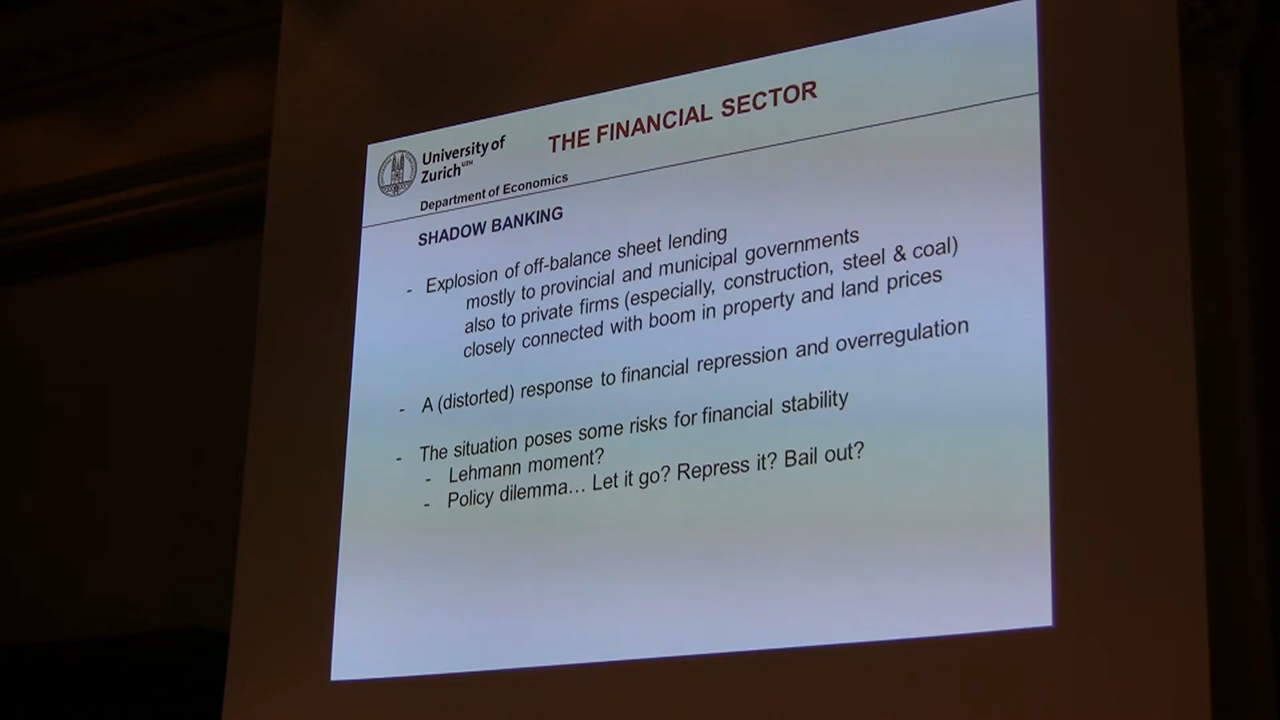 University of
Zurich UZH
THE FINANCIAL SECTOR
Department of Economics
SHADOW BANKING
- Explosion of off-balance sheet lending
mostly to provincial and municipal governments
also to private firms (especially, construction, steel & coal)
closely connected with boom in property and land prices
- A (distorted) response to financial repression and overregulation
- The situation poses some risks for financial stability
- Lehmann moment?
- Policy dilemma... Let it go? Repress it? Bail out?